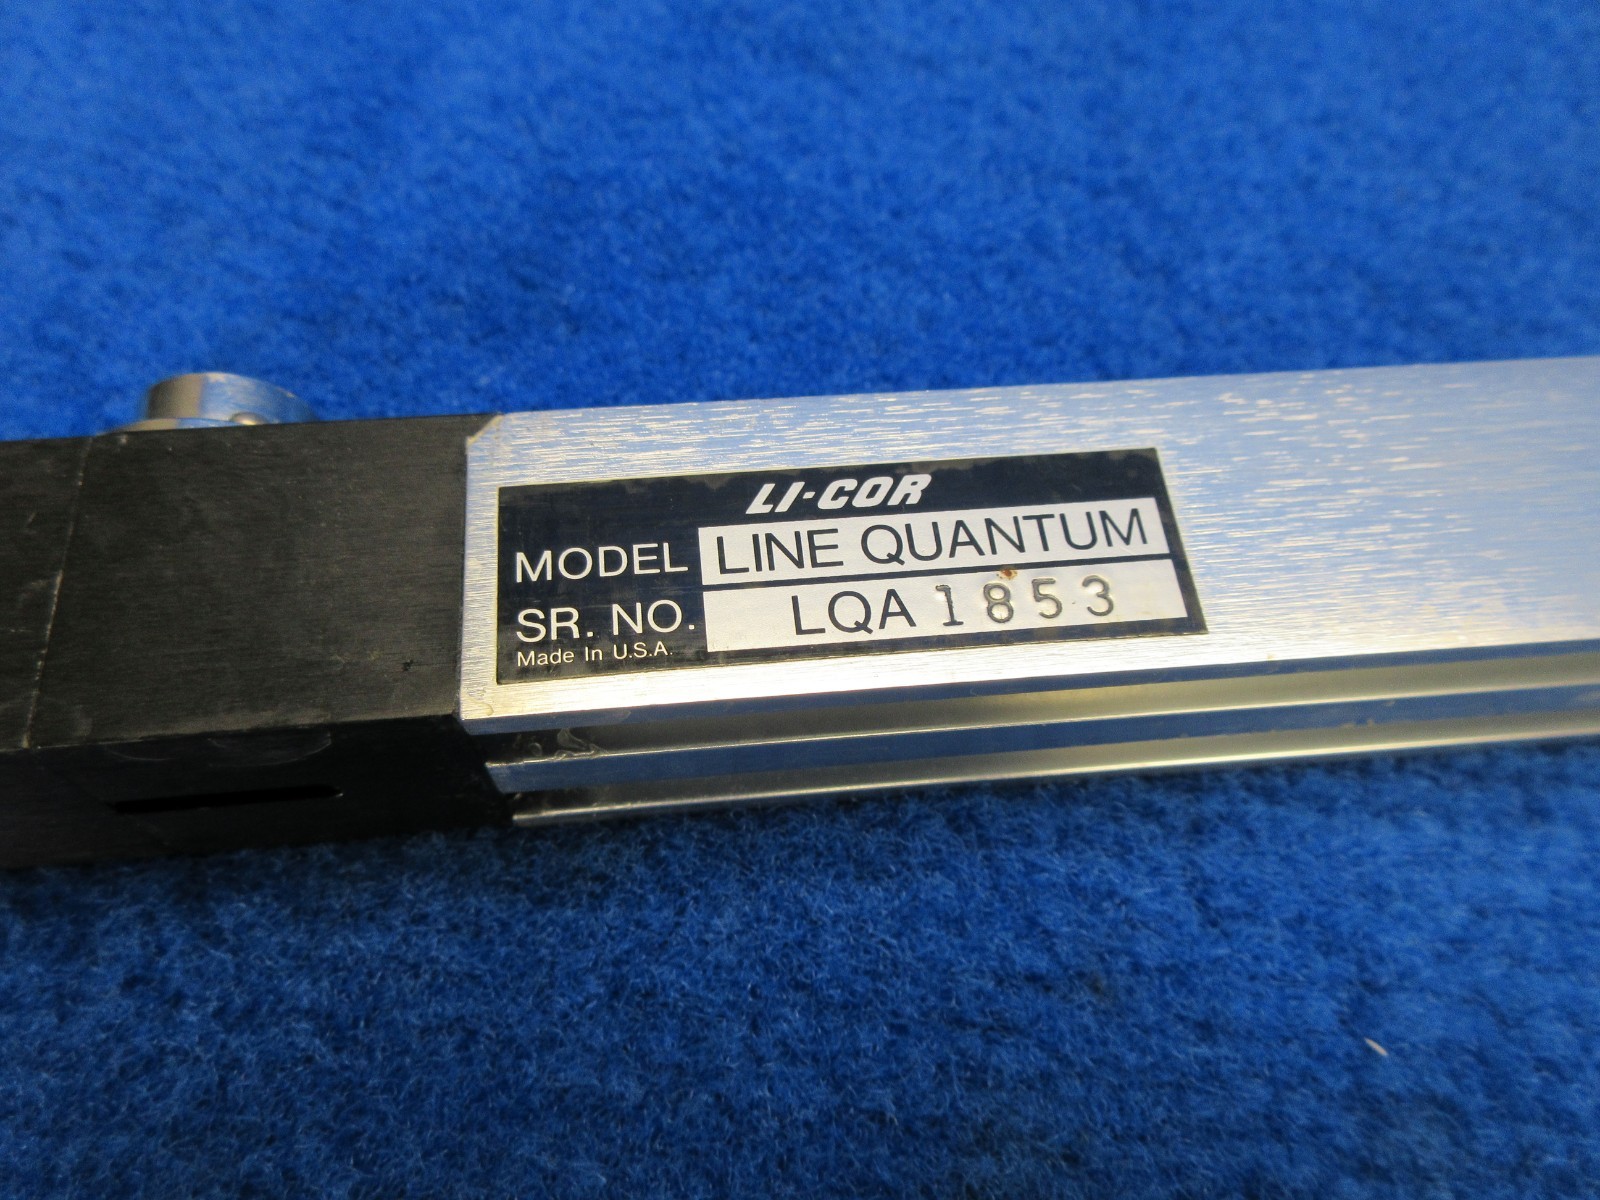 LI-COR
MODEL LINE QUANTUM
SR. NO. LQA 1853
Made In U.S.A.